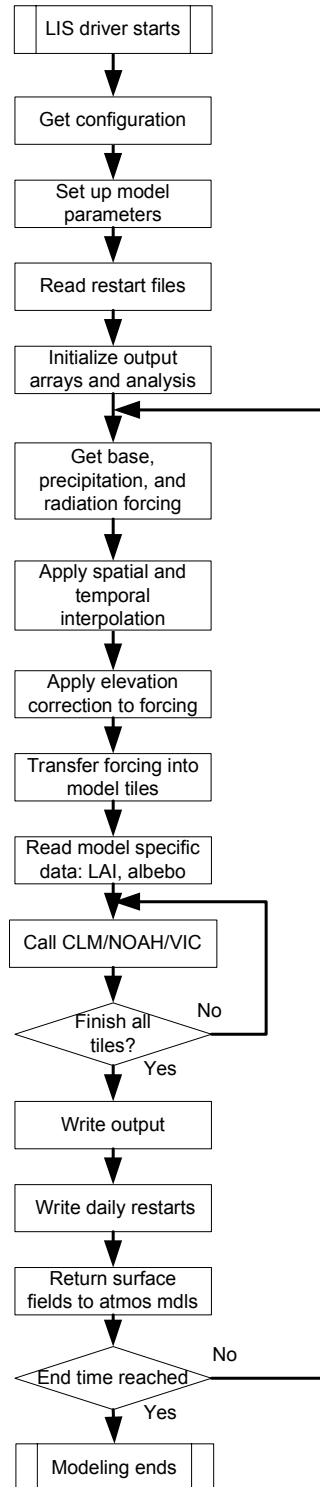 LIS driver starts
Get configuration
Set up model
parameters
Read restart files
Initialize output
arrays and analysis
Get base,
precipitation, and
radiation forcing
Apply spatial and
temporal
interpolation
Apply elevation
correction to forcing
Transfer forcing into
model tiles
Read model specific
data: LAI, albebo
Call CLM/NOAH/VIC
Finish all
tiles?
No
Yes
Write output
Write daily restarts
Return surface
fields to atmos mdls
End time reached
No
Yes
Modeling ends